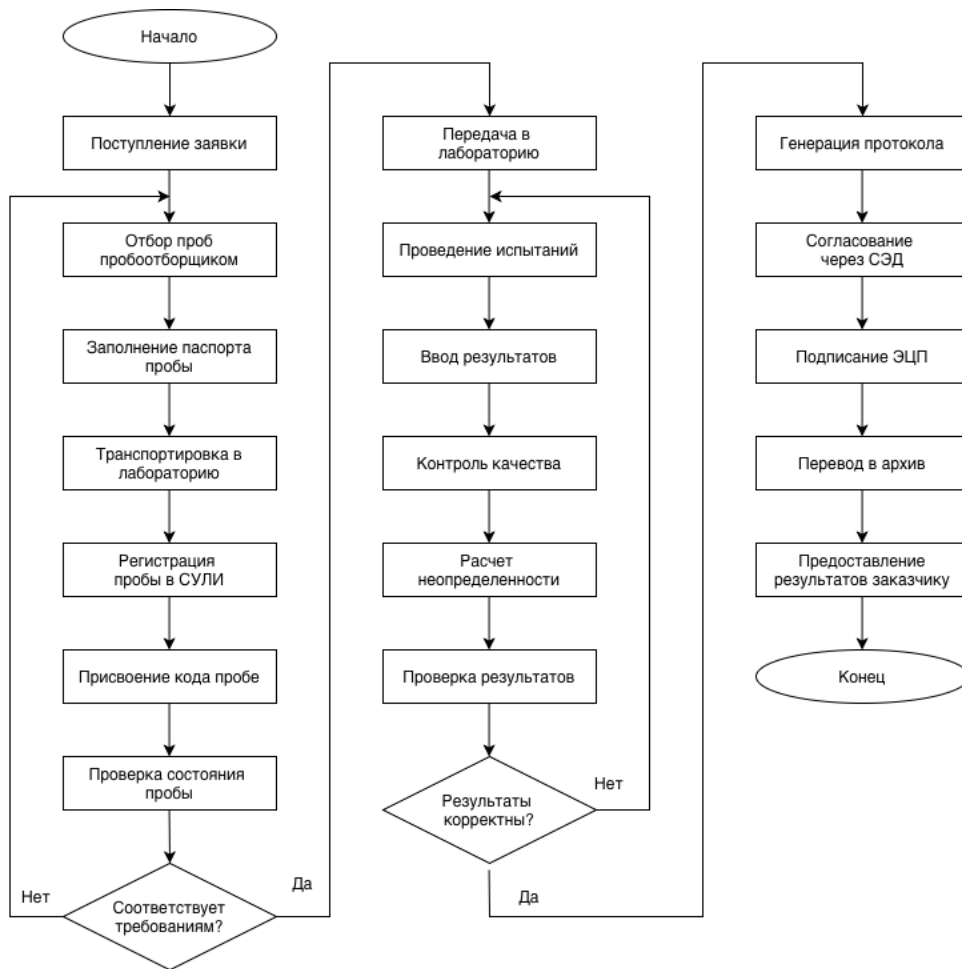 Начало
Поступление заявки
Отбор проб
пробоотборщиком
Заполнение паспорта
пробы
Транспортировка в
лабораторию
Регистрация
пробы в СУЛИ
Присвоение кода пробе
Проверка состояния
пробы
Соответствует
требованиям?
Нет
Да
Передача в
лабораторию
Проведение испытаний
Ввод результатов
Контроль качества
Расчет
неопределенности
Проверка результатов
Результаты
корректны?
Нет
Да
Генерация протокола
Согласование
через СЭД
Подписание ЭЦП
Перевод в архив
Предоставление
результатов заказчику
Конец